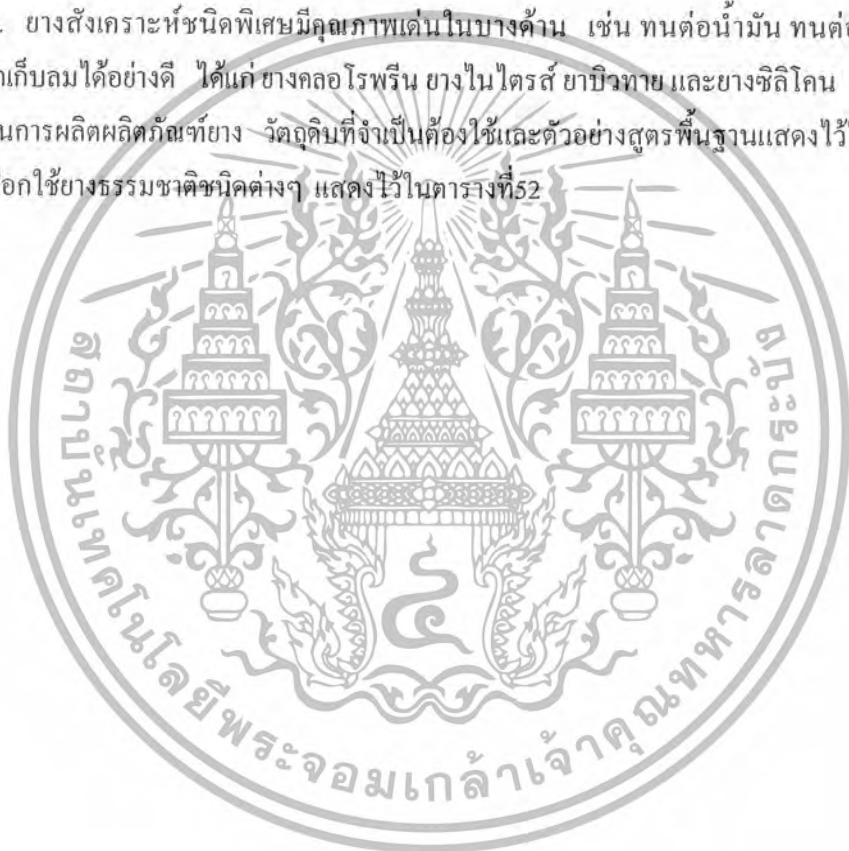 . ยางสังเคราะห์ชนิดพิเศษมีคุณภาพเด่นในบางด้าน เช่น ทนต่อน้ำมัน ทนต่อ
เก็บลมได้อย่างดี ได้แก่ ยางคลอโรพรีน ยางไนไตรส์ ยาบิวทาย และยางซิลิโคน
นการผลิตผลิตภัณฑ์ยาง วัตถุดิบที่จำเป็นต้องใช้และตัวอย่างสูตรพื้นฐานแสดงไว้
อกใช้ยางธรรมชาติชนิดต่างๆ แสดงไว้ในตารางที่52
สถาบันเทคโนโลยีพระจอมเกล้าเจ้าคุณทหารลาดกระบัง
๔